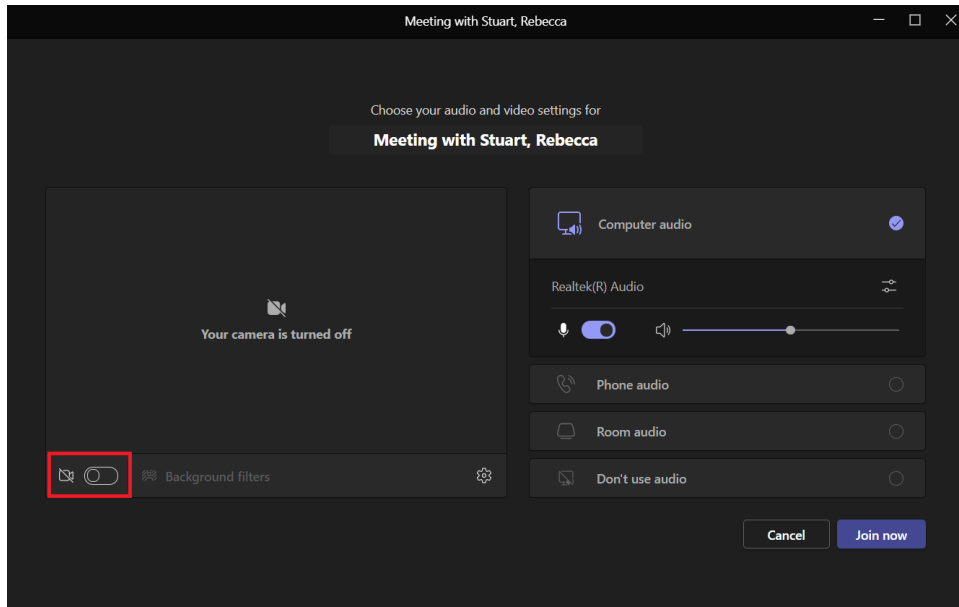 Meeting with Stuart, Rebecca
Choose your audio and video settings for
Meeting with Stuart, Rebecca
Your camera is turned off
Background filters
Computer audio
Realtek(R) Audio
Phone audio
Room audio
Don't use audio
Cancel
Join now